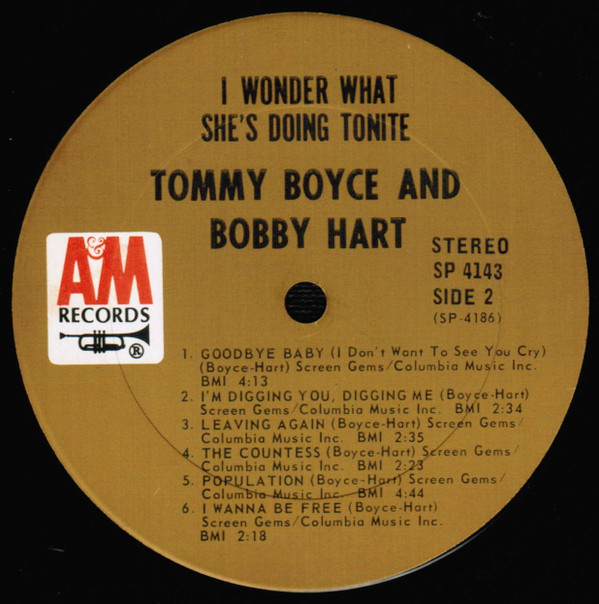 I WONDER WHAT
SHE'S DOING TONITE
TOMMY BOYCE AND
BOBBY HART
A&M
RECORDS
®
STEREO
SP 4143
SIDE 2
(SP-4186)
1. GOODBYE BABY (I Don't Want To See You Cry)
(Boyce-Hart) Screen Gems/Columbia Music Inc.
BMI 4:13
2. I'M DIGGING YOU, DIGGING ME (Boyce-Hart)
Screen Gems/Columbia Music Inc. BMI 2:34
3. LEAVING AGAIN (Boyce-Hart) Screen Gems/
Columbia Music Inc. BMI 2:35
4. THE COUNTESS (Boyce-Hart) Screen Gems/
Columbia Music Inc. BMI 2:23
5. POPULATION (Boyce-Hart) Screen Gems/
Columbia Music Inc. BMI 4:44
6. I WANNA BE FREE (Boyce-Hart)
Screen Gems/Columbia Music Inc.
BMI 2:18